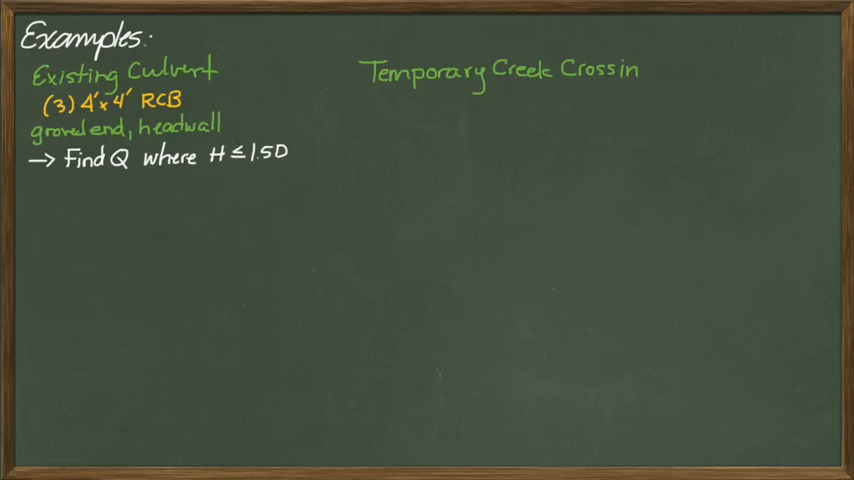 Examples:
Existing Culvert
(3) 4'x4' RCB
groved end, headwall
→ Find Q where H ≤ 1.5D
Temporary Creek Crossin